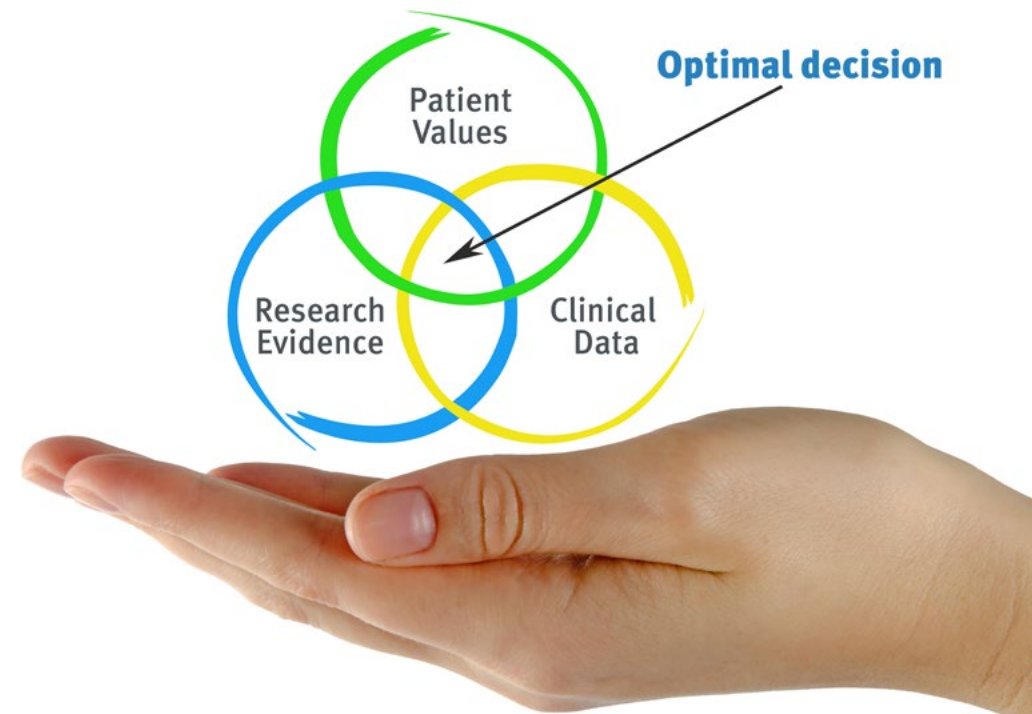 Optimal decision
Patient
Values
Research
Evidence
Clinical
Data